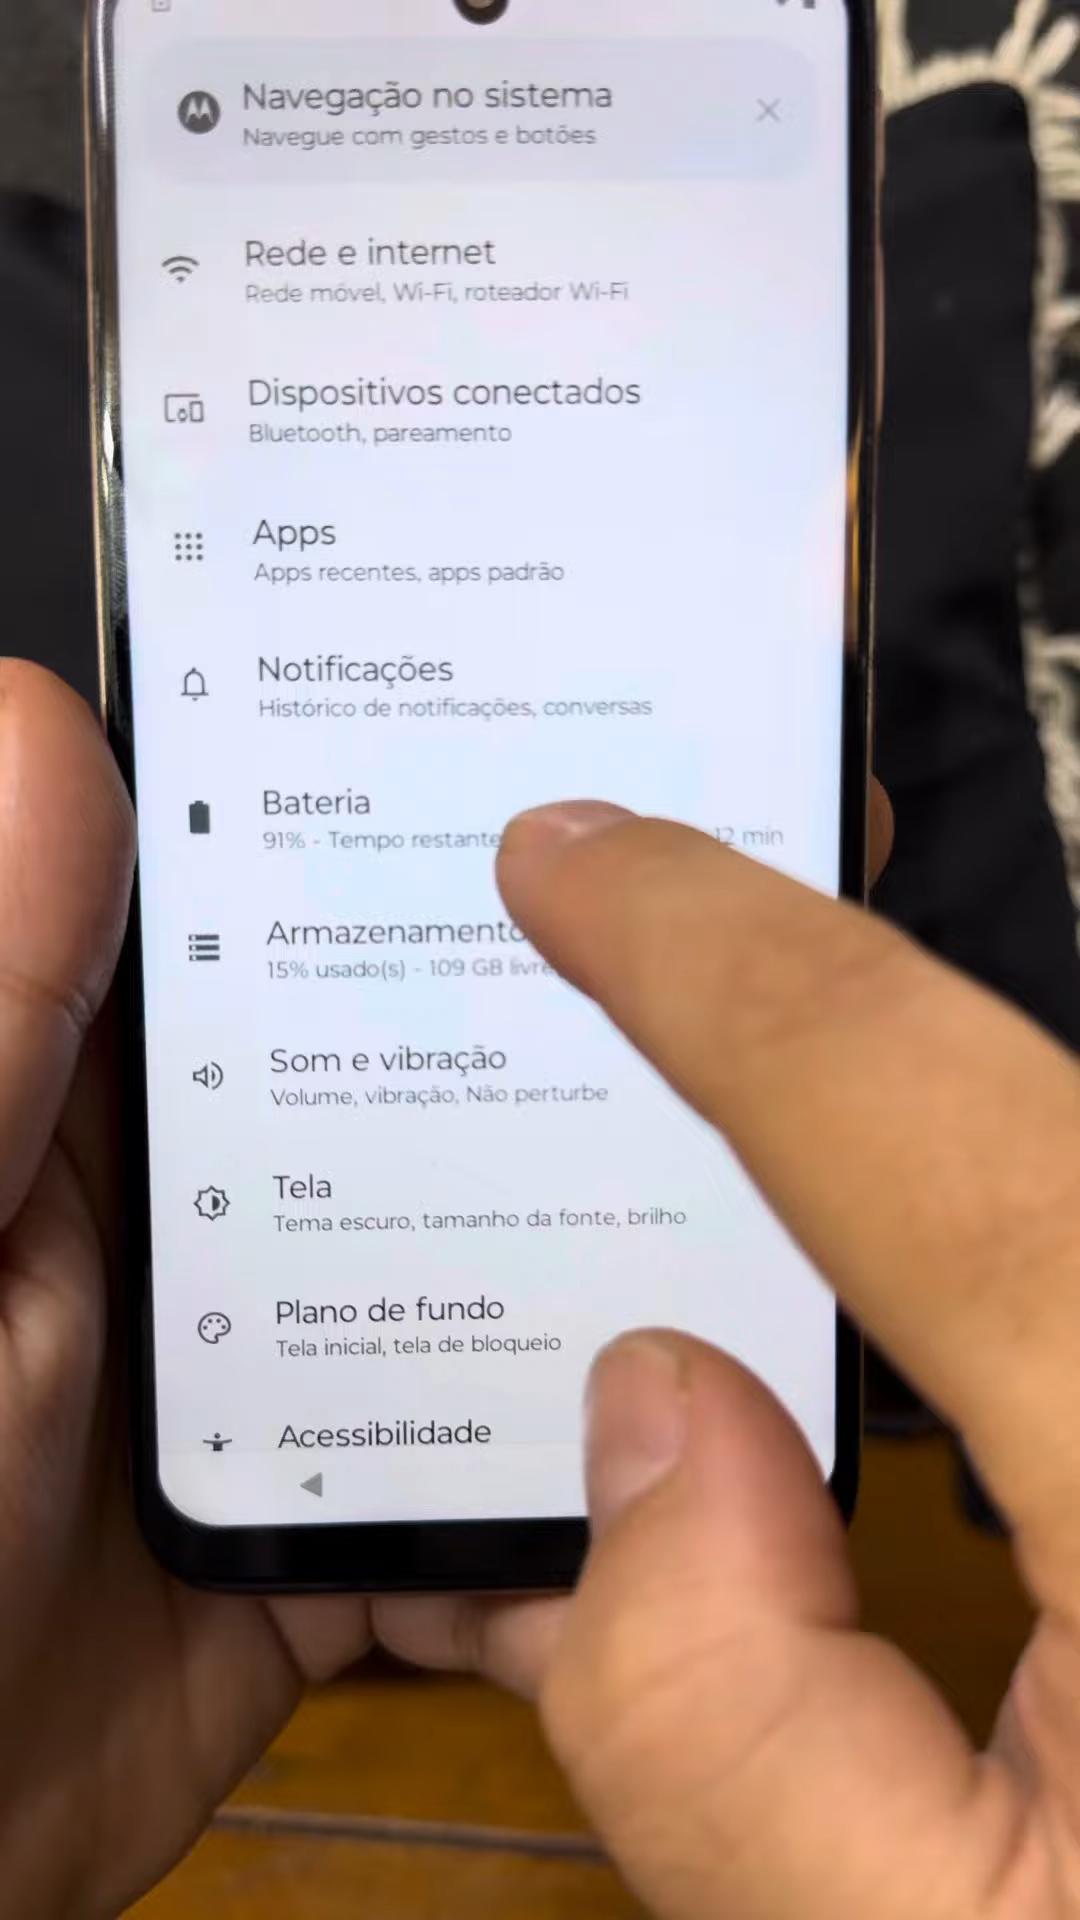 Navegação no sistema
Navegue com gestos e botões
Rede e internet
Rede móvel, Wi-Fi, roteador Wi-Fi
Dispositivos conectados
Bluetooth, pareamento
Apps
Apps recentes, apps padrão
Notificações
Histórico de notificações, conversas
Bateria
91% - Tempo restante 12 min
Armazenamento
15% usado(s) - 109 GB livre
Som e vibração
Volume, vibração, Não perturbe
Tela
Tema escuro, tamanho da fonte, brilho
Plano de fundo
Tela inicial, tela de bloqueio
Acessibilidade